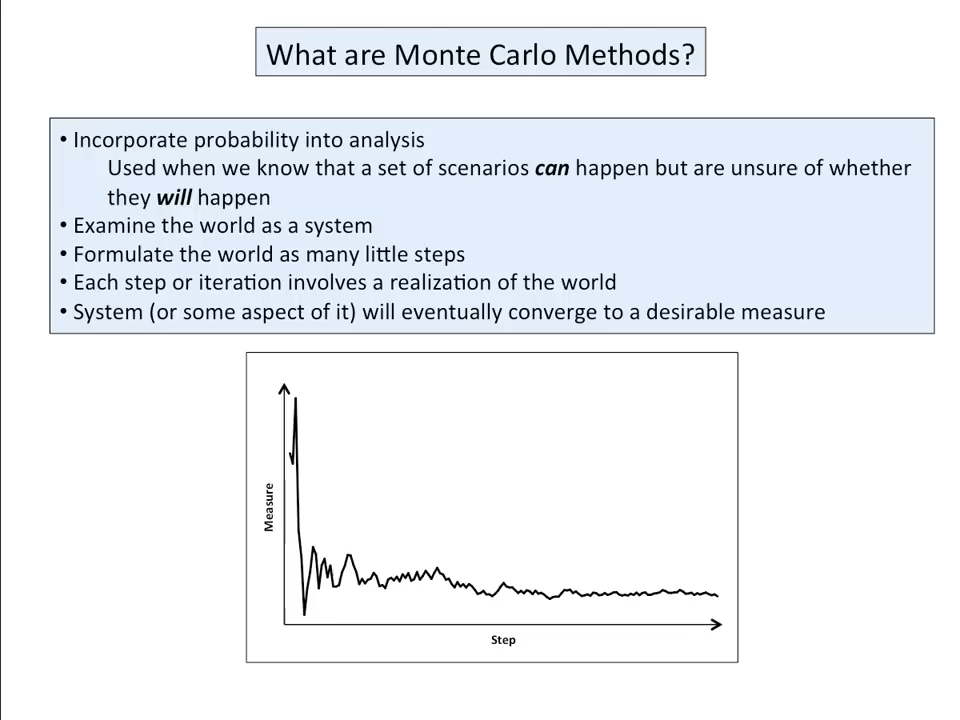 What are Monte Carlo Methods?
• Incorporate probability into analysis
Used when we know that a set of scenarios can happen but are unsure of whether
they will happen
• Examine the world as a system
• Formulate the world as many little steps
• Each step or iteration involves a realization of the world
• System (or some aspect of it) will eventually converge to a desirable measure
Measure
Step